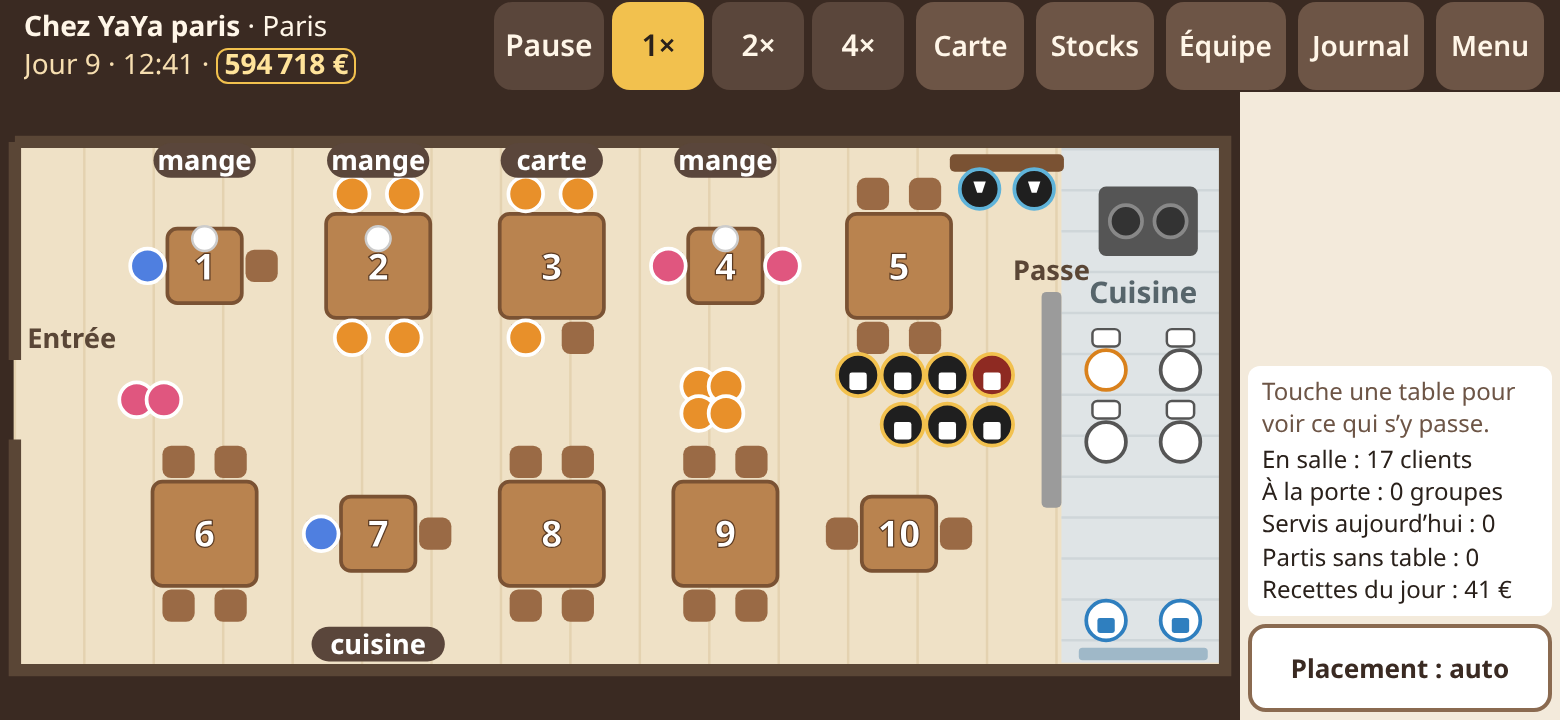 Chez YaYa paris · Paris
Jour 9 · 12:41 · 594 718 €
Pause
1×
2×
4×
Carte
Stocks
Équipe
Journal
Menu
mange
mange
carte
mange
1
2
3
4
5
Passe
Cuisine
Entrée
6
7
8
9
10
cuisine
Touche une table pour
voir ce qui s’y passe.
En salle : 17 clients
À la porte : 0 groupes
Servis aujourd’hui : 0
Partis sans table : 0
Recettes du jour : 41 €
Placement : auto